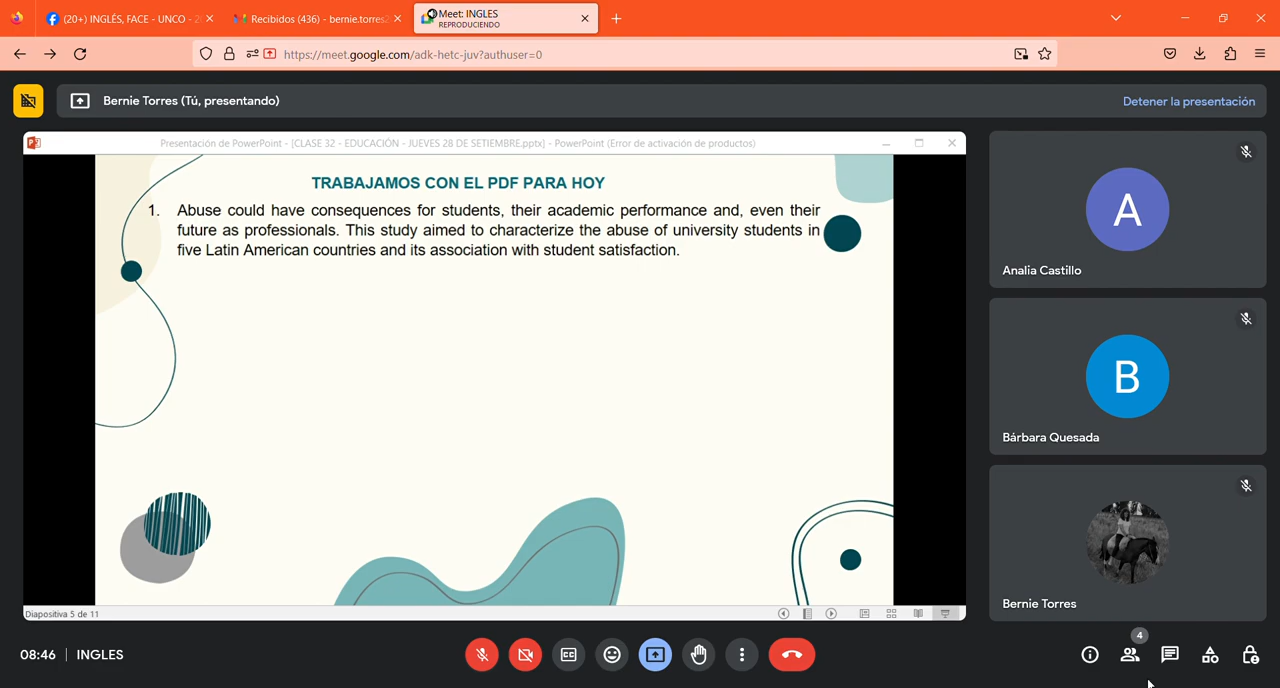 (20+) INGLÉS, FACE - UNCO - 20
Recibidos (436) - bernie.torres2
Meet: INGLES
REPRODUCIENDO
https://meet.google.com/adk-hetc-juv?authuser=0
Bernie Torres (Tú, presentando)
Detener la presentación
Presentación de PowerPoint - [CLASE 32 - EDUCACIÓN - JUEVES 28 DE SETIEMBRE.pptx] - PowerPoint (Error de activación de productos)
TRABAJAMOS CON EL PDF PARA HOY
1. Abuse could have consequences for students, their academic performance and, even their
future as professionals. This study aimed to characterize the abuse of university students in
five Latin American countries and its association with student satisfaction.
A
Analia Castillo
B
Bárbara Quesada
Bernie Torres
Diapositiva 5 de 11
08:46 | INGLES
4